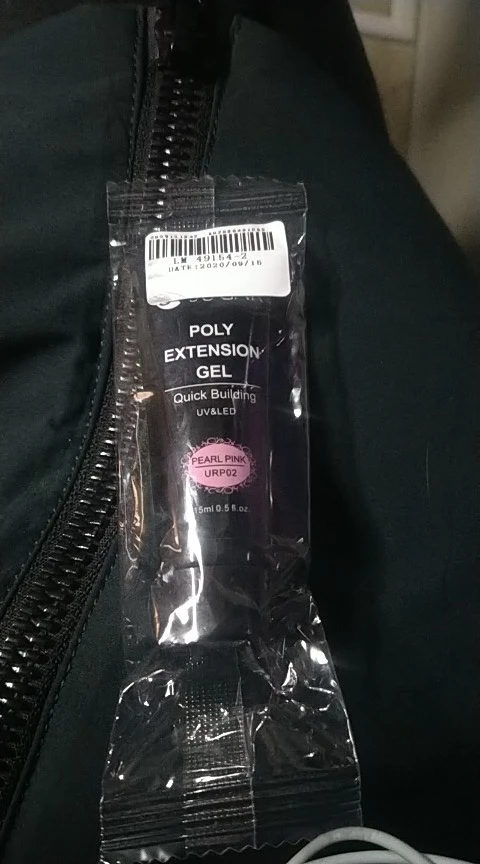 LM 49154-2
DATE:2020/09/16
POLY
EXTENSION
GEL
Quick Building
UV&LED
PEARL PINK
URP02
15ml 0.5 fl.oz.